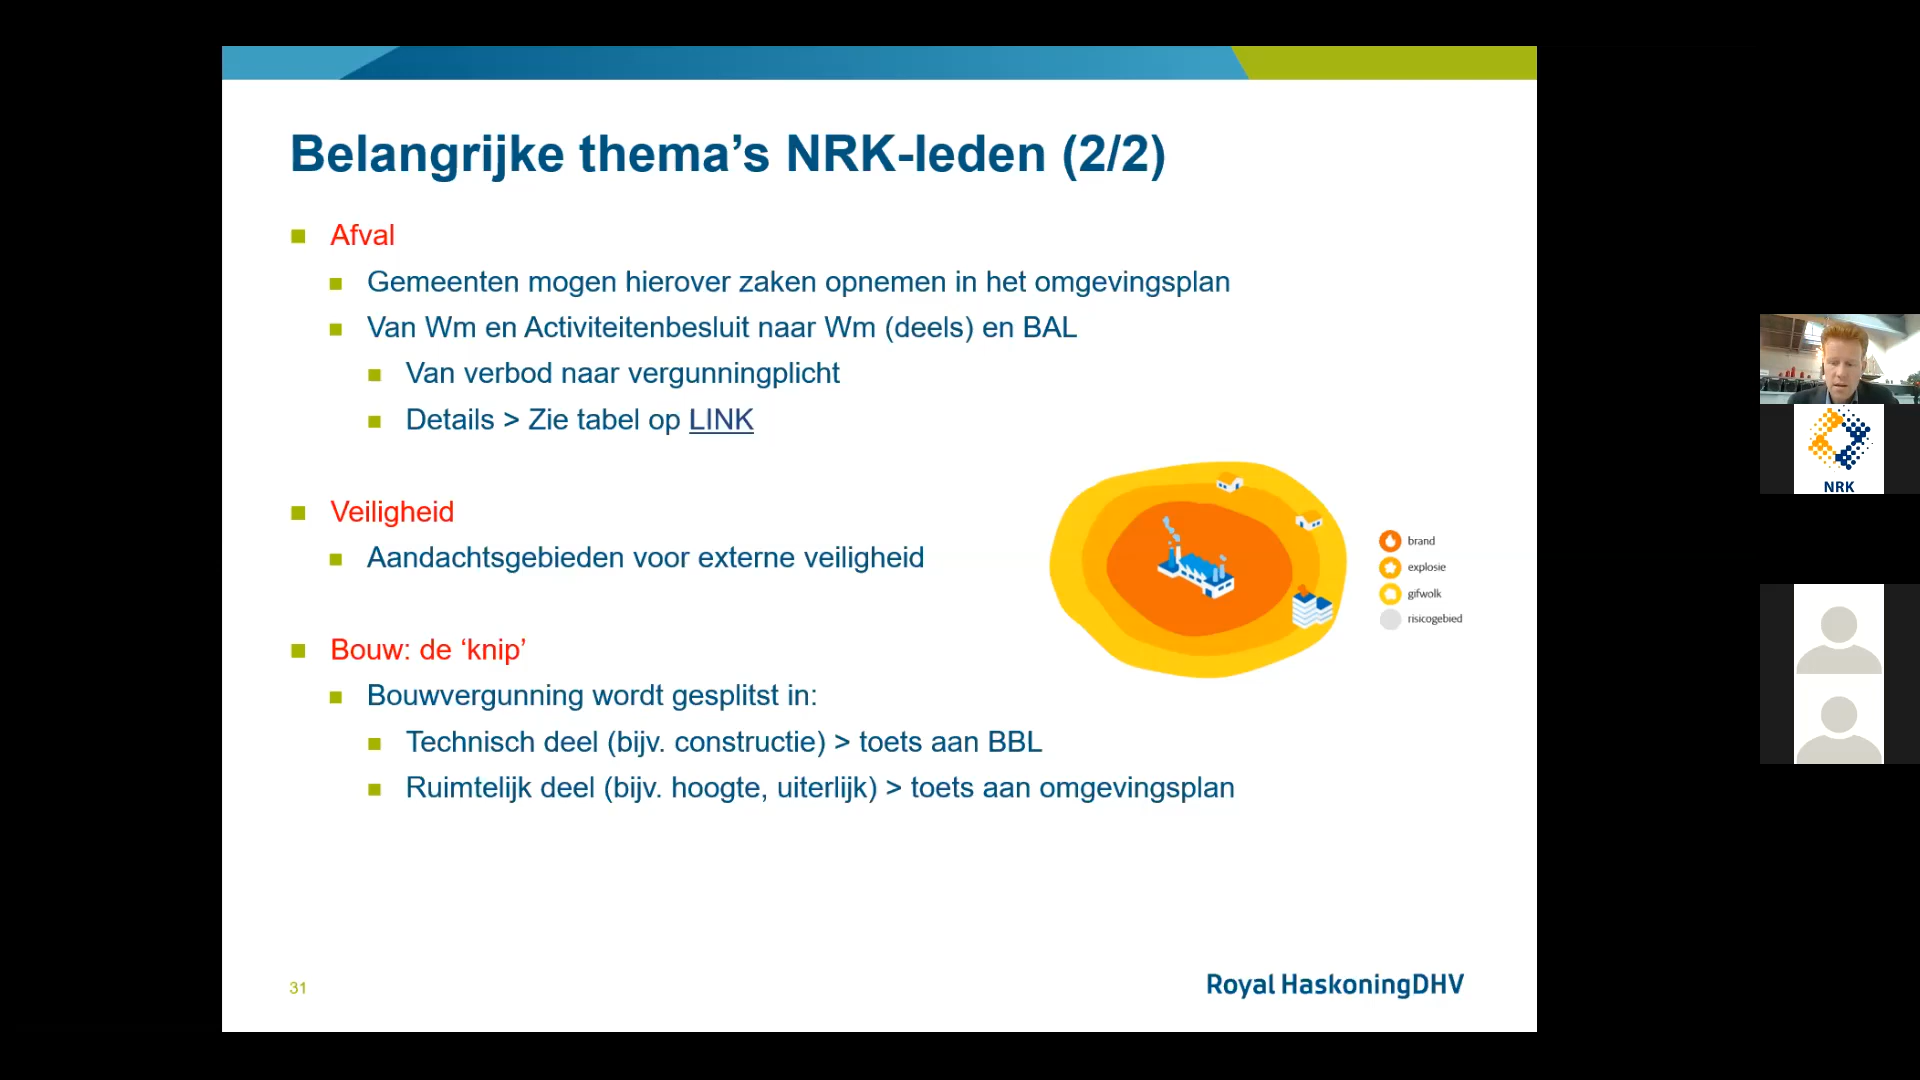 Belangrijke thema’s NRK-leden (2/2)
Afval
Gemeenten mogen hierover zaken opnemen in het omgevingsplan
Van Wm en Activiteitenbesluit naar Wm (deels) en BAL
Van verbod naar vergunningplicht
Details > Zie tabel op LINK
Veiligheid
Aandachtsgebieden voor externe veiligheid
brand
explosie
gifwolk
risicogebied
Bouw: de ‘knip’
Bouwvergunning wordt gesplitst in:
Technisch deel (bijv. constructie) > toets aan BBL
Ruimtelijk deel (bijv. hoogte, uiterlijk) > toets aan omgevingsplan
31
Royal HaskoningDHV
NRK